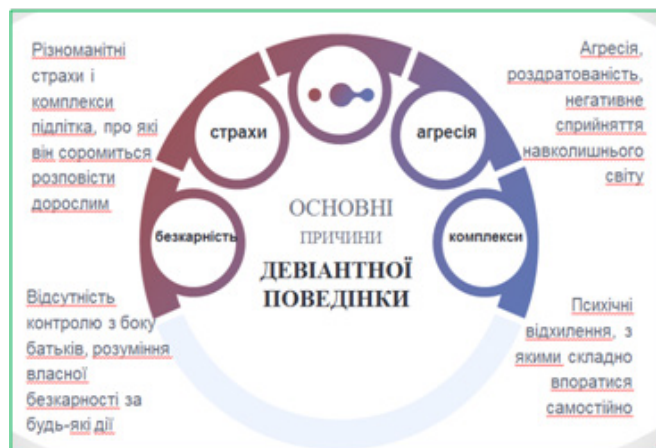 Різноманітні
страхи і
комплекси
підлітка, про які
він соромиться
розповісти
дорослим
Агресія,
роздратованість,
негативне
сприйняття
навколишнього
світу
страхи
агресія
безкарність
комплекси
ОСНОВНІ
ПРИЧИНИ
ДЕВІАНТНОЇ
ПОВЕДІНКИ
Відсутність
контролю з боку
батьків, розуміння
власної
безкарності за
будь-які дії
Психічні
відхилення, з
якими складно
впоратися
самостійно